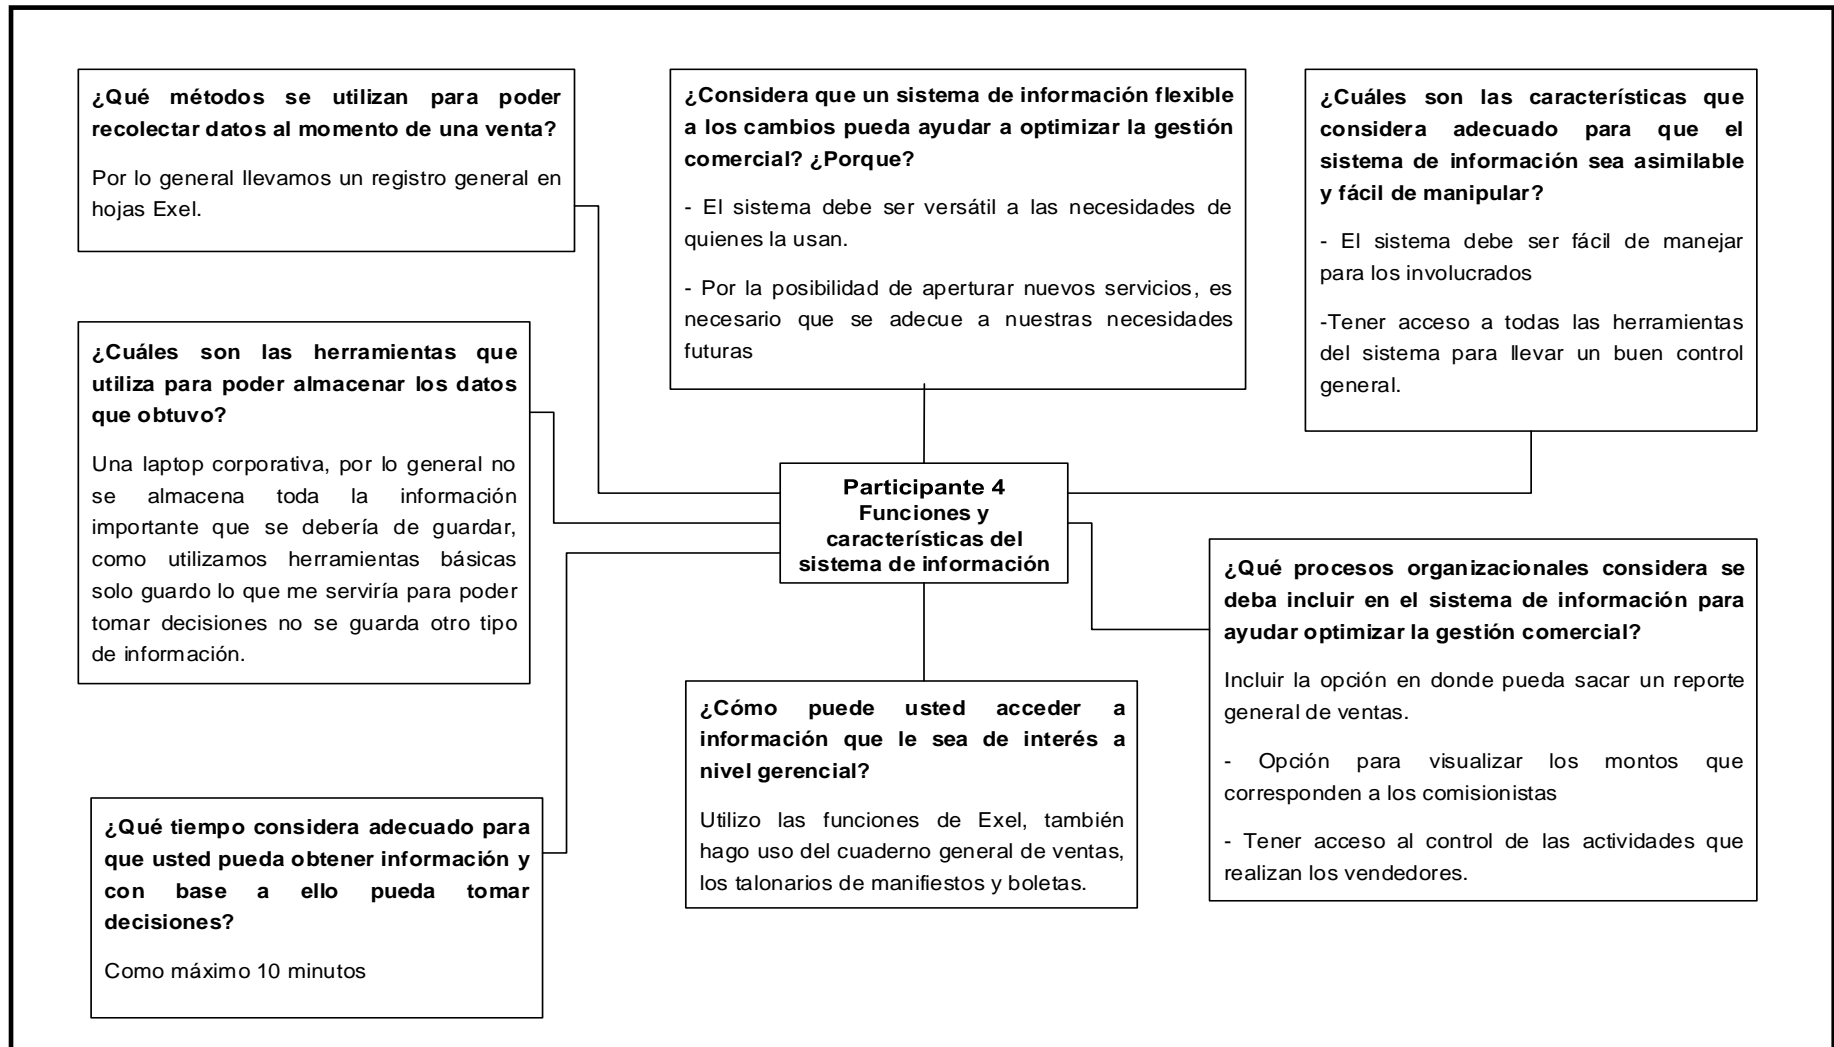 ¿Qué métodos se utilizan para poder
recolectar datos al momento de una venta?
Por lo general llevamos un registro general en
hojas Exel.
¿Considera que un sistema de información flexible
a los cambios pueda ayudar a optimizar la gestión
comercial? ¿Porque?
- El sistema debe ser versátil a las necesidades de
quienes la usan.
- Por la posibilidad de aperturar nuevos servicios, es
necesario que se adecue a nuestras necesidades
futuras
¿Cuáles son las características que
considera adecuado para que el
sistema de información sea asimilable
y fácil de manipular?
- El sistema debe ser fácil de manejar
para los involucrados
-Tener acceso a todas las herramientas
del sistema para llevar un buen control
general.
¿Cuáles son las herramientas que
utiliza para poder almacenar los datos
que obtuvo?
Una laptop corporativa, por lo general no
se almacena toda la información
importante que se debería de guardar,
como utilizamos herramientas básicas
solo guardo lo que me serviría para poder
tomar decisiones no se guarda otro tipo
de información.
Participante 4
Funciones y
características del
sistema de información
¿Qué procesos organizacionales considera se
deba incluir en el sistema de información para
ayudar optimizar la gestión comercial?
Incluir la opción en donde pueda sacar un reporte
general de ventas.
- Opción para visualizar los montos que
corresponden a los comisionistas
- Tener acceso al control de las actividades que
realizan los vendedores.
¿Cómo puede usted acceder a
información que le sea de interés a
nivel gerencial?
Utilizo las funciones de Exel, también
hago uso del cuaderno general de ventas,
los talonarios de manifiestos y boletas.
¿Qué tiempo considera adecuado para
que usted pueda obtener información y
con base a ello pueda tomar
decisiones?
Como máximo 10 minutos